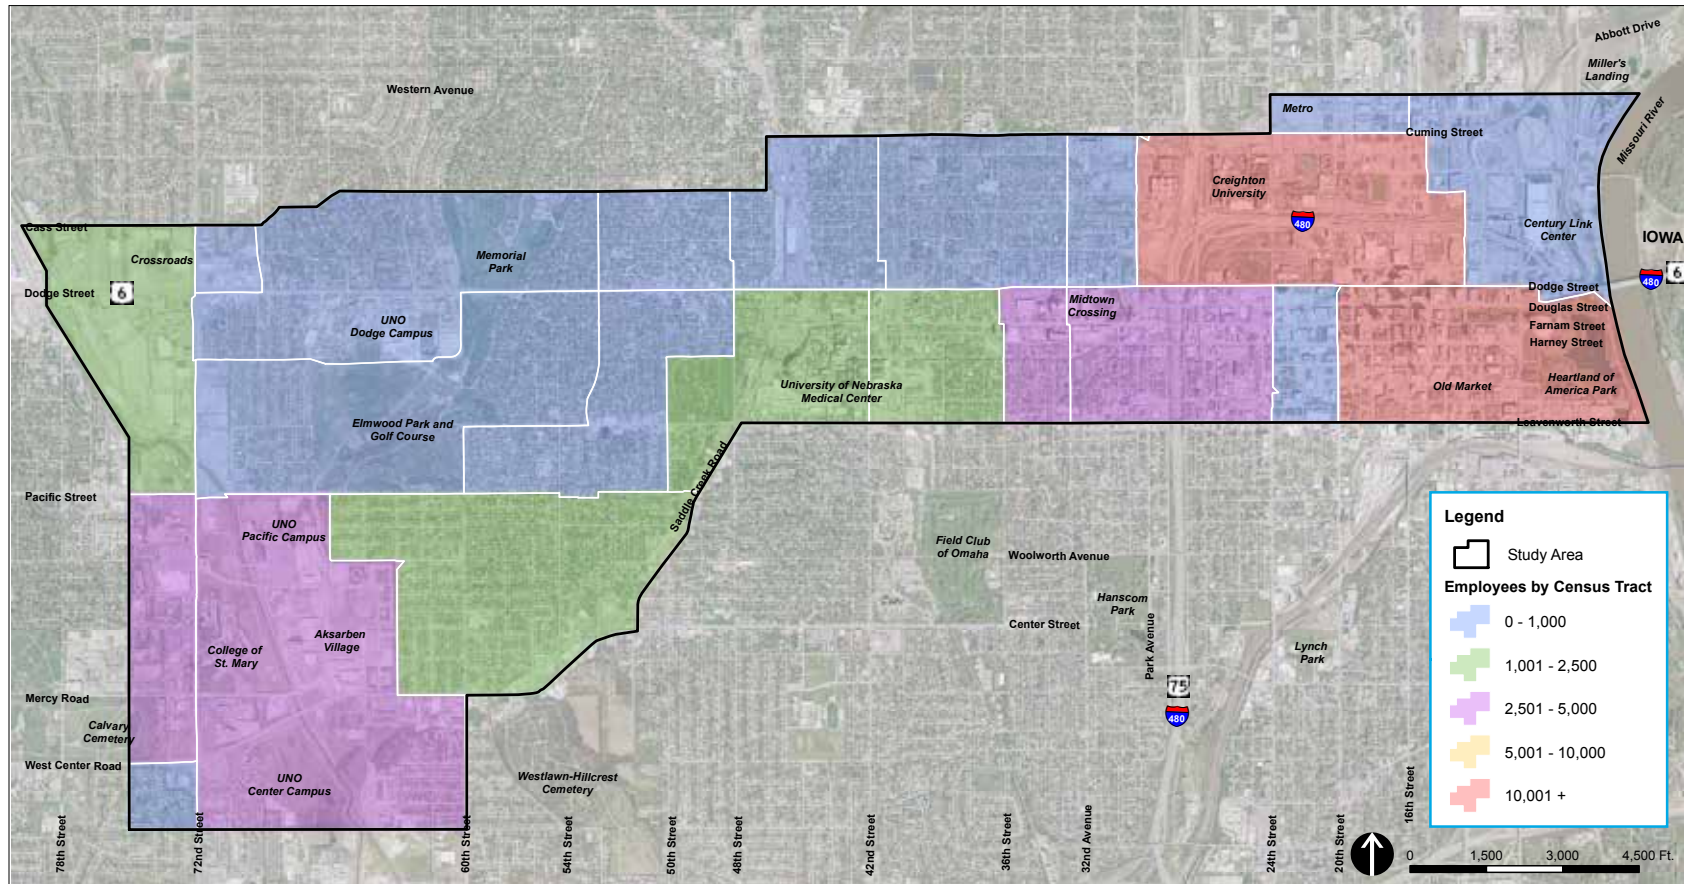 Abbott Drive
Miller's
Landing
Western Avenue
Metro
Missouri River
Cuming Street
Creighton
University
480
Cass Street
Century Link
Center
IOWA
Crossroads
Memorial
Park
6
480
Dodge Street
6
Dodge Street
Midtown
Crossing
Douglas Street
UNO
Dodge Campus
Farnam Street
Harney Street
University of Nebraska
Medical Center
Old Market
Heartland of
America Park
Elmwood Park and
Golf Course
Leavenworth Street
Saddle Creek Road
Pacific Street
UNO
Pacific Campus
Field Club
of Omaha
Woolworth Avenue
Hanscom
Park
Center Street
Park Avenue
Lynch
Park
Aksarben
Village
College of
St. Mary
Mercy Road
75
480
Calvary
Cemetery
West Center Road
UNO
Center Campus
Westlawn-Hillcrest
Cemetery
Legend
Study Area
Employees by Census Tract
0 - 1,000
1,001 - 2,500
2,501 - 5,000
5,001 - 10,000
10,001 +
78th Street
72nd Street
60th Street
54th Street
50th Street
48th Street
42nd Street
36th Street
32nd Avenue
24th Street
20th Street
16th Street
0 1,500 3,000 4,500 Ft.